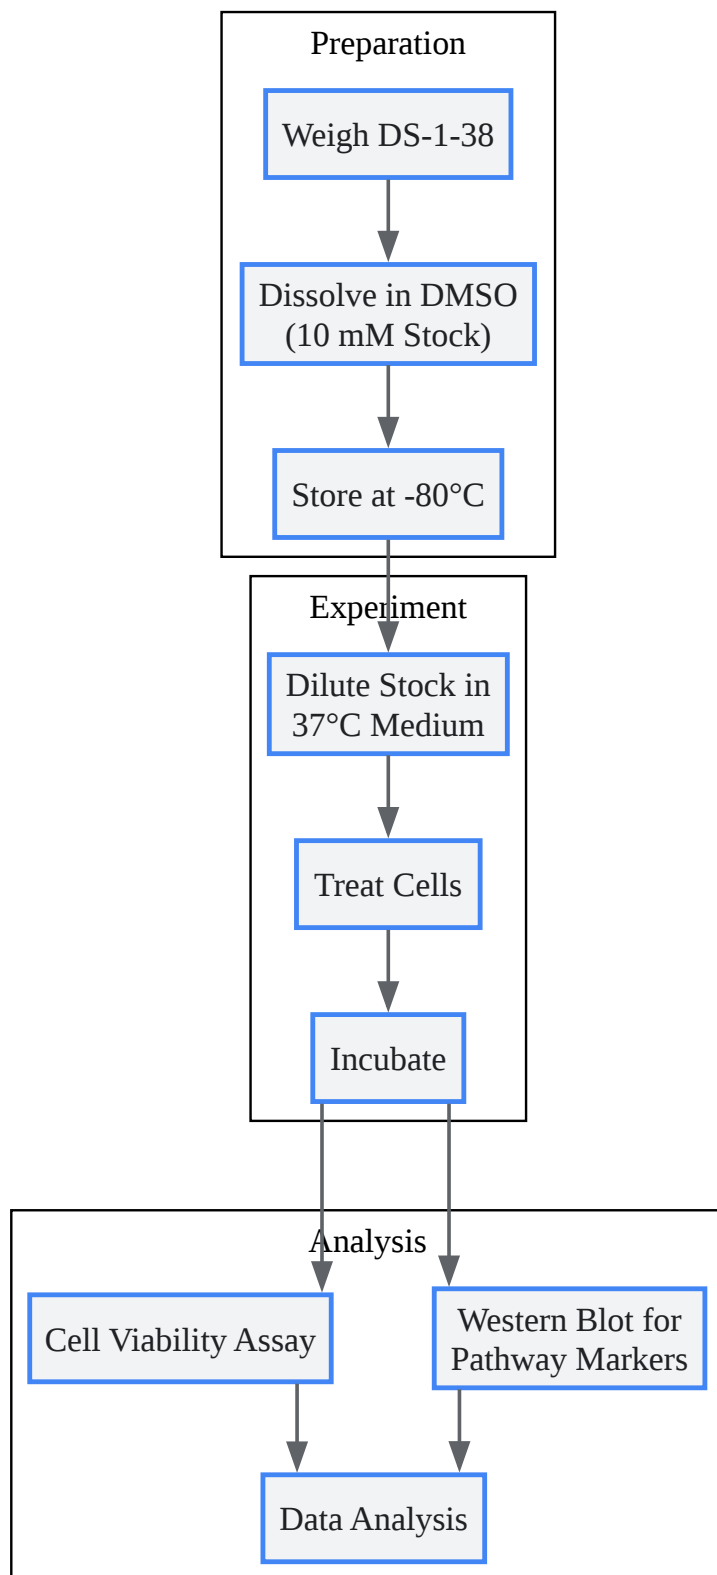 Preparation
Weigh DS-1-38
Dissolve in DMSO
(10 mM Stock)
Store at -80°C
Experiment
Dilute Stock in
37°C Medium
Treat Cells
Incubate
Analysis
Cell Viability Assay
Western Blot for
Pathway Markers
Data Analysis